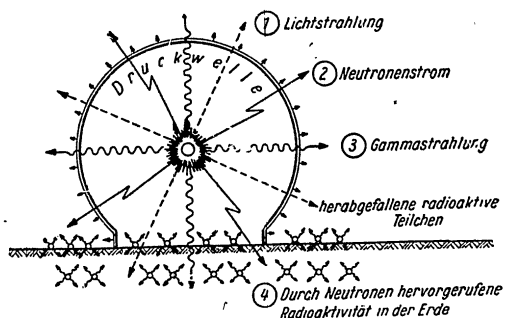 ① Lichtstrahlung
Druckwelle
② Neutronenstrom
③ Gammastrahlung
herabgefallene radioaktive
Teilchen
④ Durch Neutronen hervorgerufene
Radioaktivität in der Erde